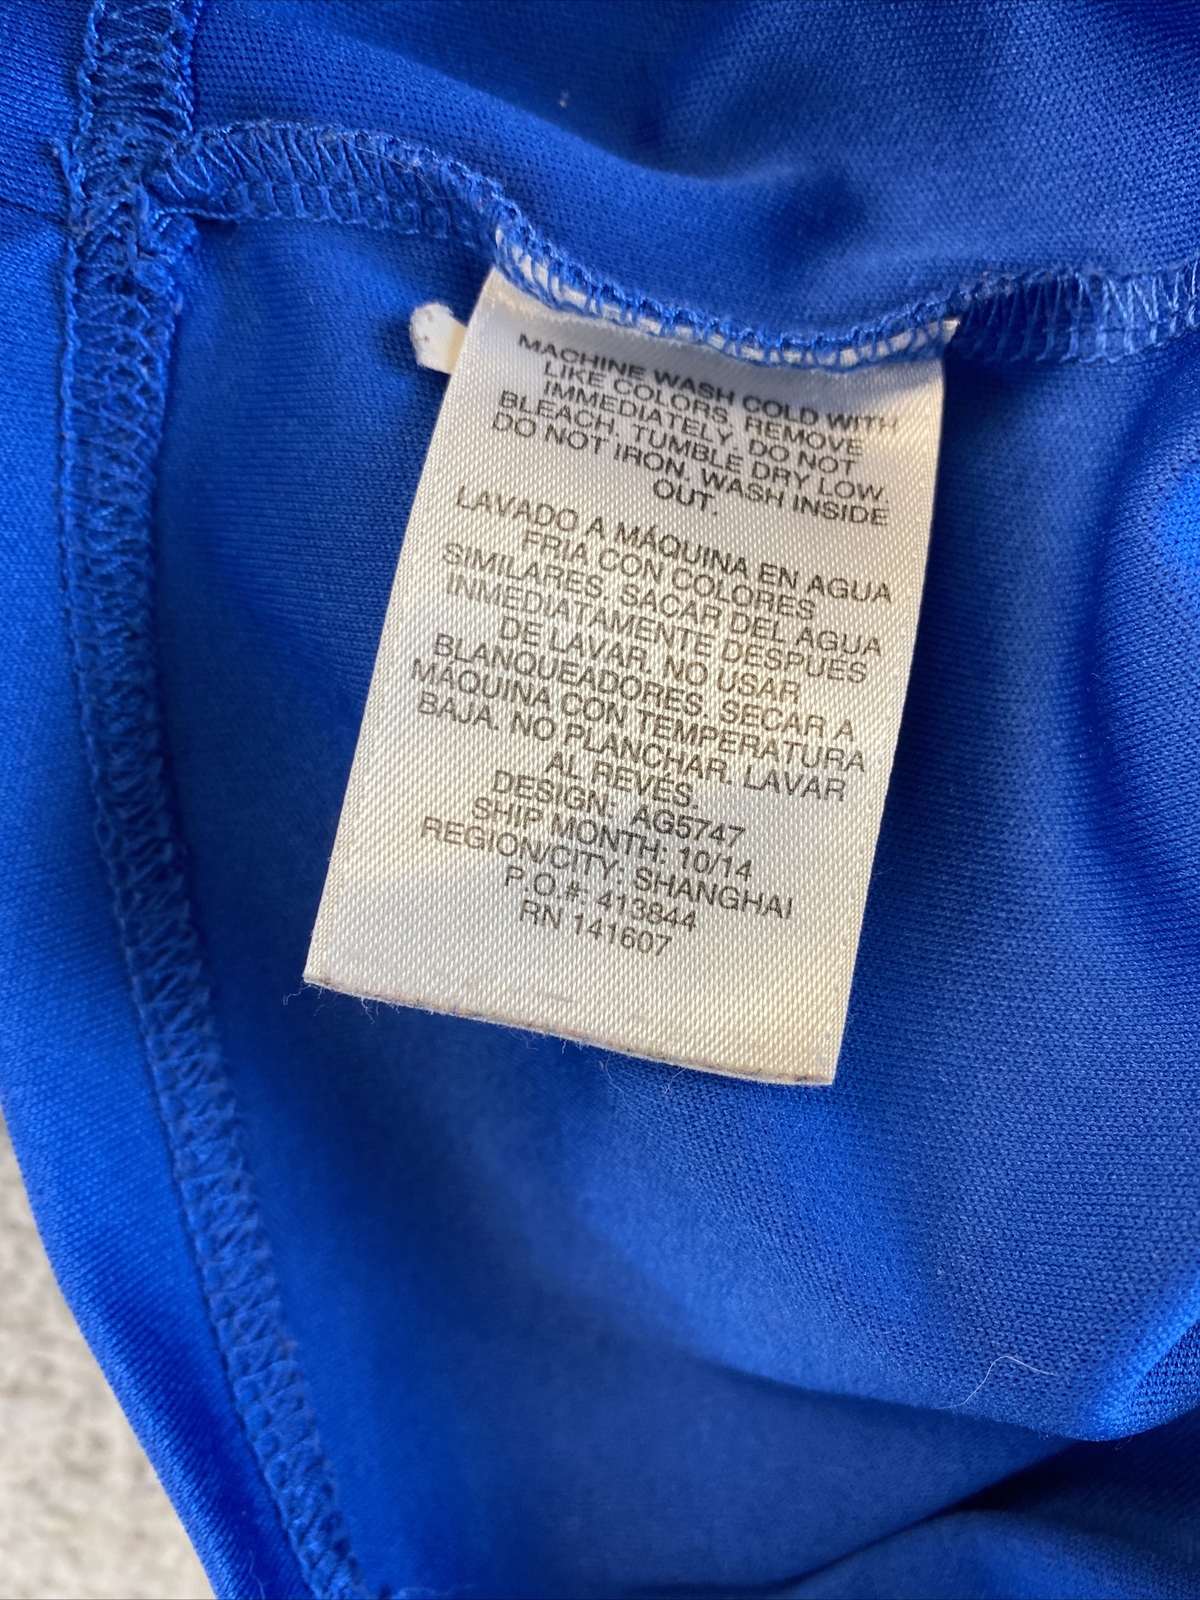 MACHINE WASH COLD WITH
LIKE COLORS. REMOVE
IMMEDIATELY. DO NOT
BLEACH. TUMBLE DRY LOW.
DO NOT IRON. WASH INSIDE
OUT.
LAVADO A MÁQUINA EN AGUA
FRIA CON COLORES
SIMILARES. SACAR DEL AGUA
INMEDIATAMENTE DESPUÉS
DE LAVAR. NO USAR
BLANQUEADORES. SECAR A
MÁQUINA CON TEMPERATURA
BAJA. NO PLANCHAR. LAVAR
AL REVÉS.
DESIGN: AG5747
SHIP MONTH: 10/14
REGION/CITY: SHANGHAI
P.O.#: 413844
RN 141607